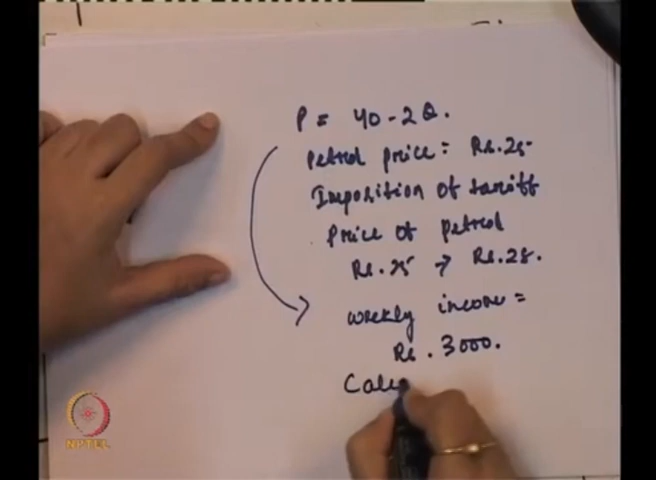 P = 40 - 2Q.
Petrol price = Rs.25
Imposition of tariff
Price of petrol
Rs.25 → Rs.28.
weekly income =
Rs. 3000.
Calc
NPTEL